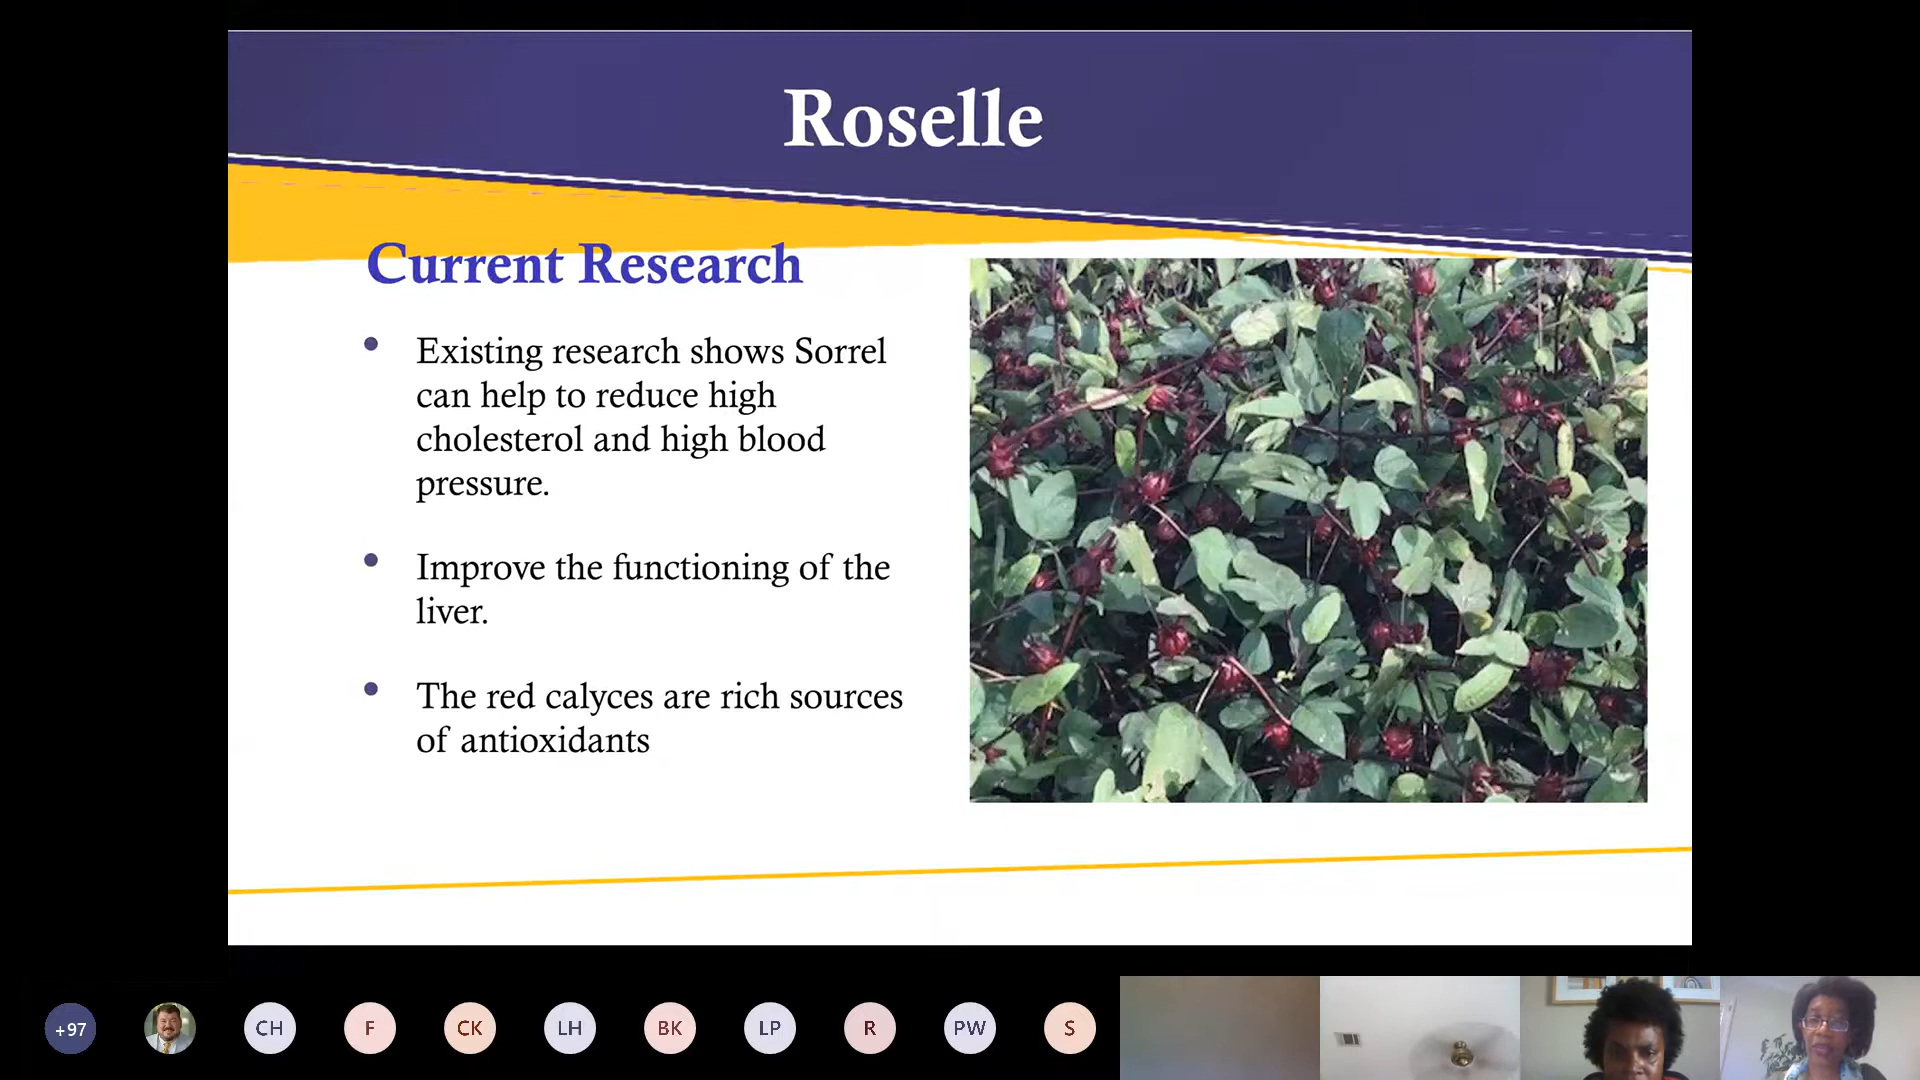 Roselle
Current Research
• Existing research shows Sorrel
can help to reduce high
cholesterol and high blood
pressure.
• Improve the functioning of the
liver.
• The red calyces are rich sources
of antioxidants
+97 CH F CK LH BK LP R PW S